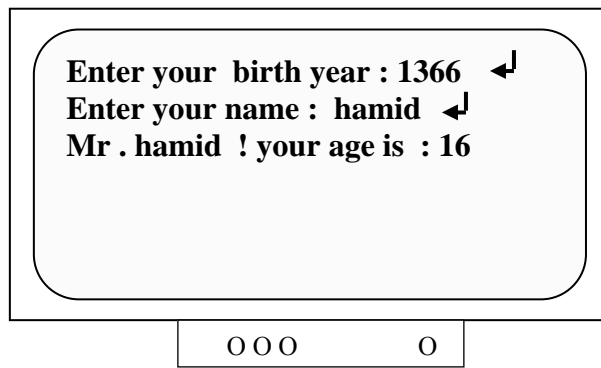 Enter your birth year : 1366
Enter your name : hamid
Mr . hamid ! your age is : 16
O O O O